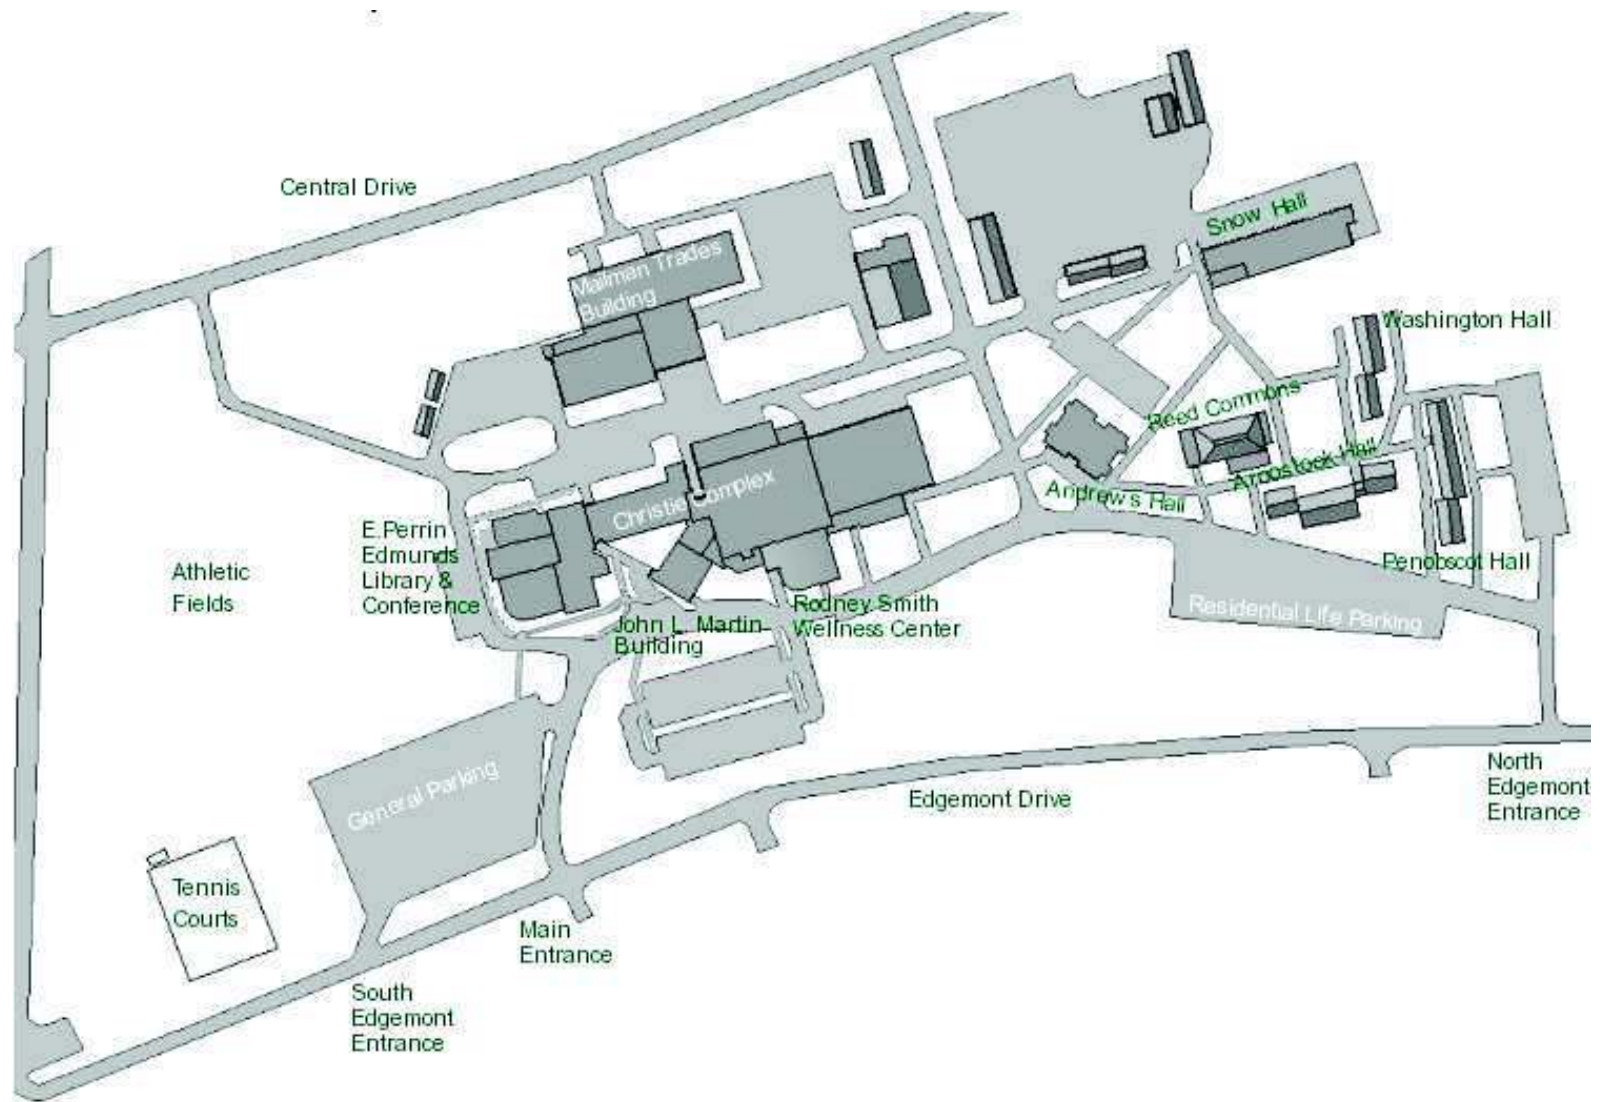 Central Drive
Snow Hall
Mailman Trades
Building
Washington Hall
Reed Commons
Aroostook Hall
Andrew's Hall
Christie Complex
E.Perrin
Edmunds
Library &
Conference
Athletic
Fields
Penobscot Hall
Rodney Smith
Wellness Center
Residential Life Parking
John L. Martin
Building
General Parking
Edgemont Drive
North
Edgemont
Entrance
Tennis
Courts
Main
Entrance
South
Edgemont
Entrance